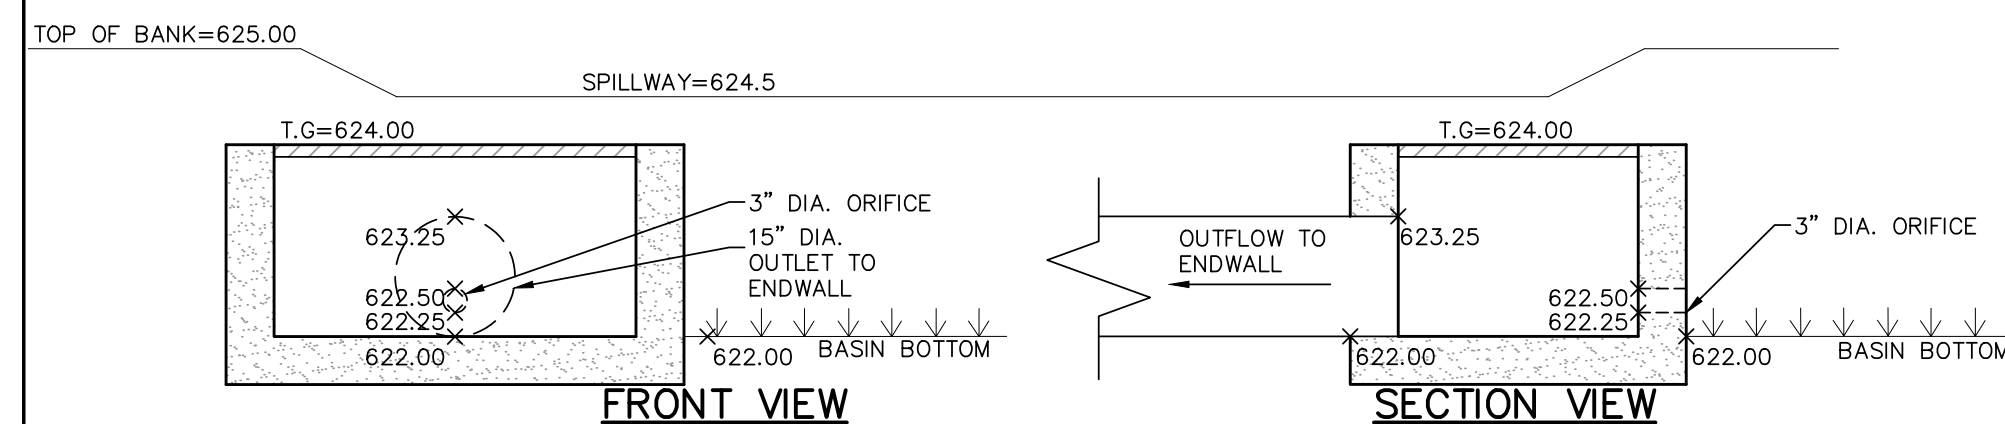 TOP OF BANK=625.00
SPILLWAY=624.5
T.G=624.00
3" DIA. ORIFICE
623.25
15" DIA.
OUTLET TO
ENDWALL
622.50
622.25
622.00
622.00
BASIN BOTTOM
FRONT VIEW
T.G=624.00
623.25
OUTFLOW TO
ENDWALL
3" DIA. ORIFICE
622.50
622.25
622.00
622.00
BASIN BOTTOM
SECTION VIEW